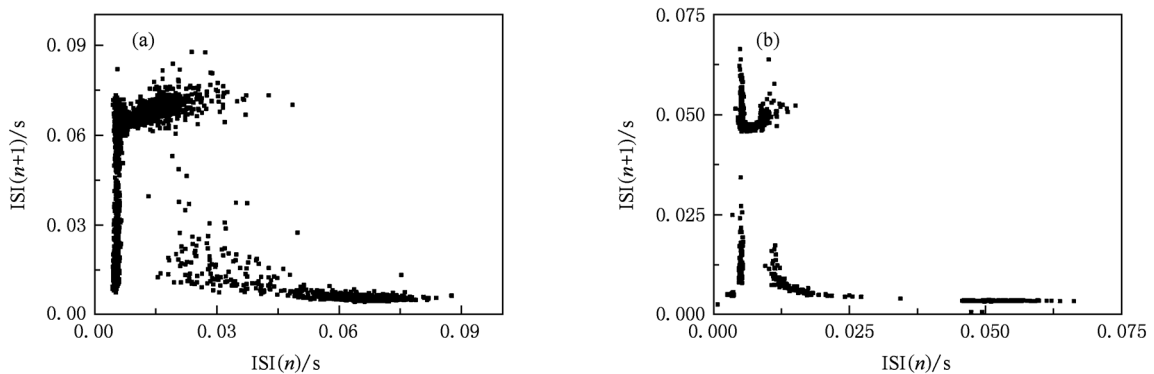 (a)
0. 09
0. 06
0. 03
0. 00
ISI(n+1)/s
0. 00 0. 03 0. 06 0. 09
ISI(n)/s
(b)
0. 075
0. 050
0. 025
0. 000
ISI(n+1)/s
0. 000 0. 025 0. 050 0. 075
ISI(n)/s